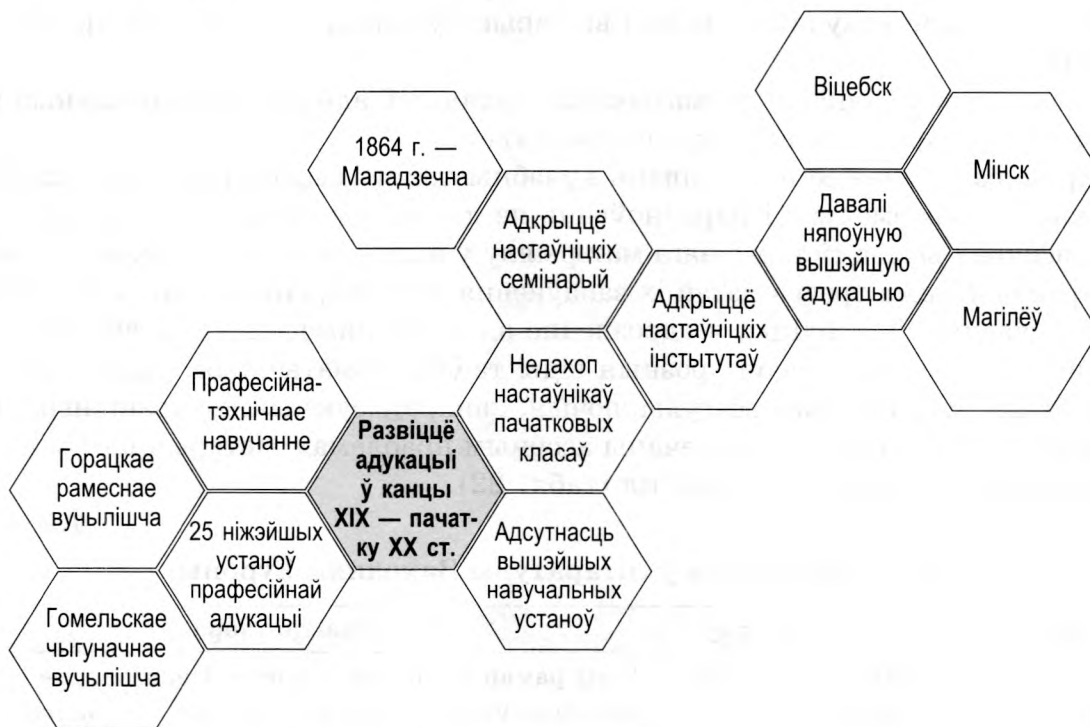 Віцебск
Мінск
1864 г. —
Маладзечна
Давалі
няпоўную
вышэйшую
адукацыю
Адкрыццё
настаўніцкіх
семінарый
Магілёў
Адкрыццё
настаўніцкіх
інстытутаў
Недахоп
настаўнікаў
пачатковых
класаў
Прафесійна-
тэхнічнае
навучанне
Развіццё
адукацыі
ў канцы
XIX — пачат-
ку XX ст.
Горацкае
рамеснае
вучылішча
25 ніжэйшых
устаноў
прафесійнай
адукацыі
Адсутнасць
вышэйшых
навучальных
устаноў
Гомельскае
чыгуначнае
вучылішча